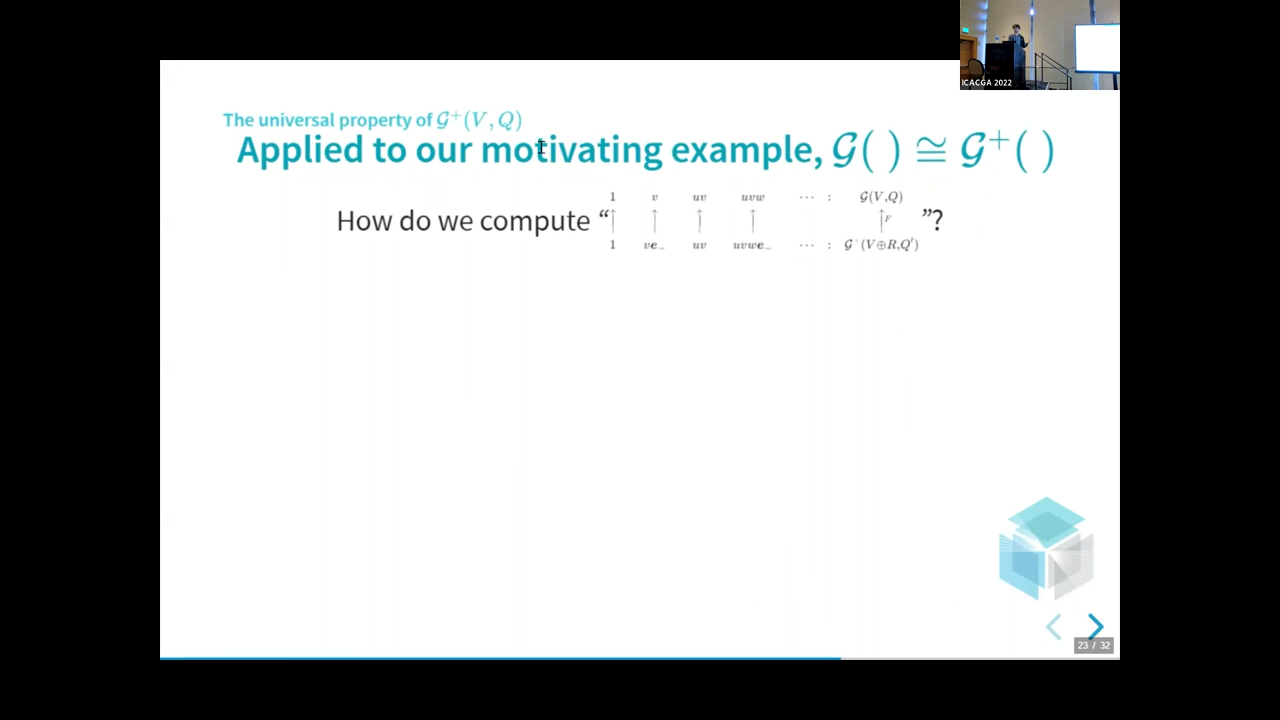 ICACGA 2022
The universal property of 𝒢⁺(V, Q)
Applied to our motivating example, 𝒢( ) ≅ 𝒢⁺( )
1 v uv uvw ⋯ : 𝒢(V,Q)
How do we compute “↑ ↑ ↑ ↑ ↑F ”?
1 ve₋ uv uvwe₋ ⋯ : 𝒢⁺(V⊕R,Q′)
23 / 32